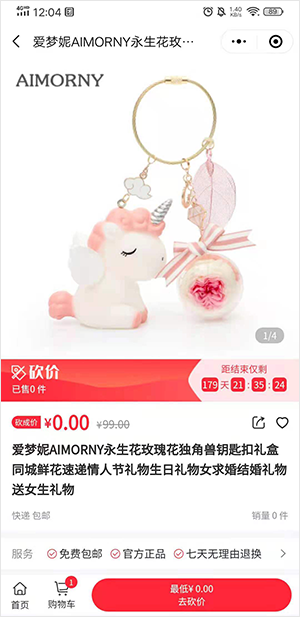 12:04
4G HD
1.40 KB/s
89
爱梦妮AIMORNY永生花玫···
AIMORNY
1/4
砍价
已售0 件
距结束仅剩
179 天 21 : 35 : 24
砍成价 ¥0.00 ¥99.00
爱梦妮AIMORNY永生花玫瑰花独角兽钥匙扣礼盒
同城鲜花速递情人节礼物生日礼物女求婚结婚礼物
送女生礼物
快递 包邮
销量 0 件
服务 免费包邮 官方正品 七天无理由退换
首页
购物车
1
最低¥ 0.00
去砍价